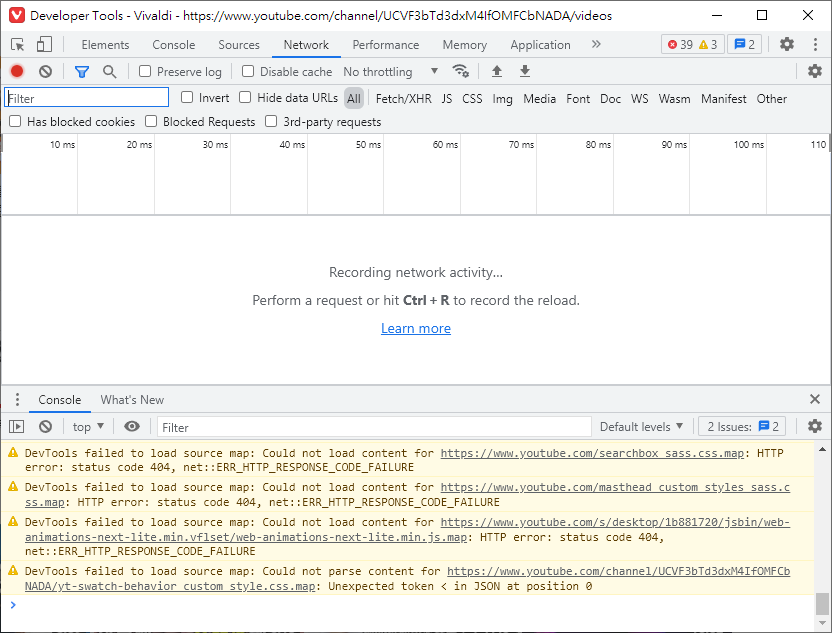 Developer Tools - Vivaldi - https://www.youtube.com/channel/UCVF3bTd3dxM4IfOMFCbNADA/videos
Elements Console Sources Network Performance Memory Application » 39 3 2
Preserve log Disable cache No throttling
Filter Invert Hide data URLs All Fetch/XHR JS CSS Img Media Font Doc WS Wasm Manifest Other
Has blocked cookies Blocked Requests 3rd-party requests
10 ms 20 ms 30 ms 40 ms 50 ms 60 ms 70 ms 80 ms 90 ms 100 ms 110
Recording network activity…
Perform a request or hit Ctrl + R to record the reload.
Learn more
Console What's New
top Filter Default levels 2 Issues: 2
DevTools failed to load source map: Could not load content for https://www.youtube.com/searchbox_sass.css.map: HTTP
error: status code 404, net::ERR_HTTP_RESPONSE_CODE_FAILURE
DevTools failed to load source map: Could not load content for https://www.youtube.com/masthead_custom_styles_sass.c
ss.map: HTTP error: status code 404, net::ERR_HTTP_RESPONSE_CODE_FAILURE
DevTools failed to load source map: Could not load content for https://www.youtube.com/s/desktop/1b881720/jsbin/web-
animations-next-lite.min.vflset/web-animations-next-lite.min.js.map: HTTP error: status code 404,
net::ERR_HTTP_RESPONSE_CODE_FAILURE
DevTools failed to load source map: Could not parse content for https://www.youtube.com/channel/UCVF3bTd3dxM4IfOMFCb
NADA/yt-swatch-behavior_custom_style.css.map: Unexpected token < in JSON at position 0